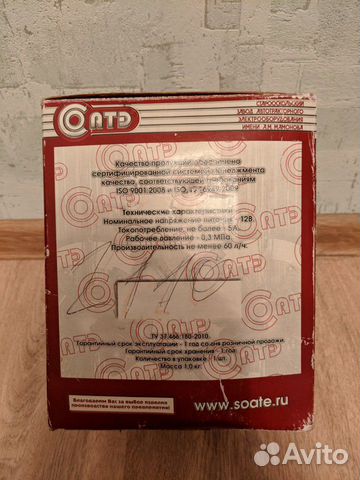 СОАТЭ
СТАРООСКОЛЬСКИЙ
ЗАВОД АВТОТРАКТОРНОГО
ЭЛЕКТРООБОРУДОВАНИЯ
ИМЕНИ А.М. МАМОНОВА
Качество продукции обеспечено
сертифицированной системой менеджмента
качества, соответствующей требованиям
ISO 9001:2008 и ISO/TS 16949:2009
Технические характеристики
Номинальное напряжение питания - 12В
Токопотребление, не более - 5А
Рабочее давление - 0,3 МПа
Производительность не менее 60 л/ч.
ТУ 37.466.180-2010
Гарантийный срок эксплуатации - 1 год со дня розничной продажи.
Гарантийный срок хранения - 1 год
Количество в упаковке - 1 шт.
Масса 1,0 кг.
Благодарим Вас за выбор изделия
производства нашего предприятия!
www.soate.ru
Avito